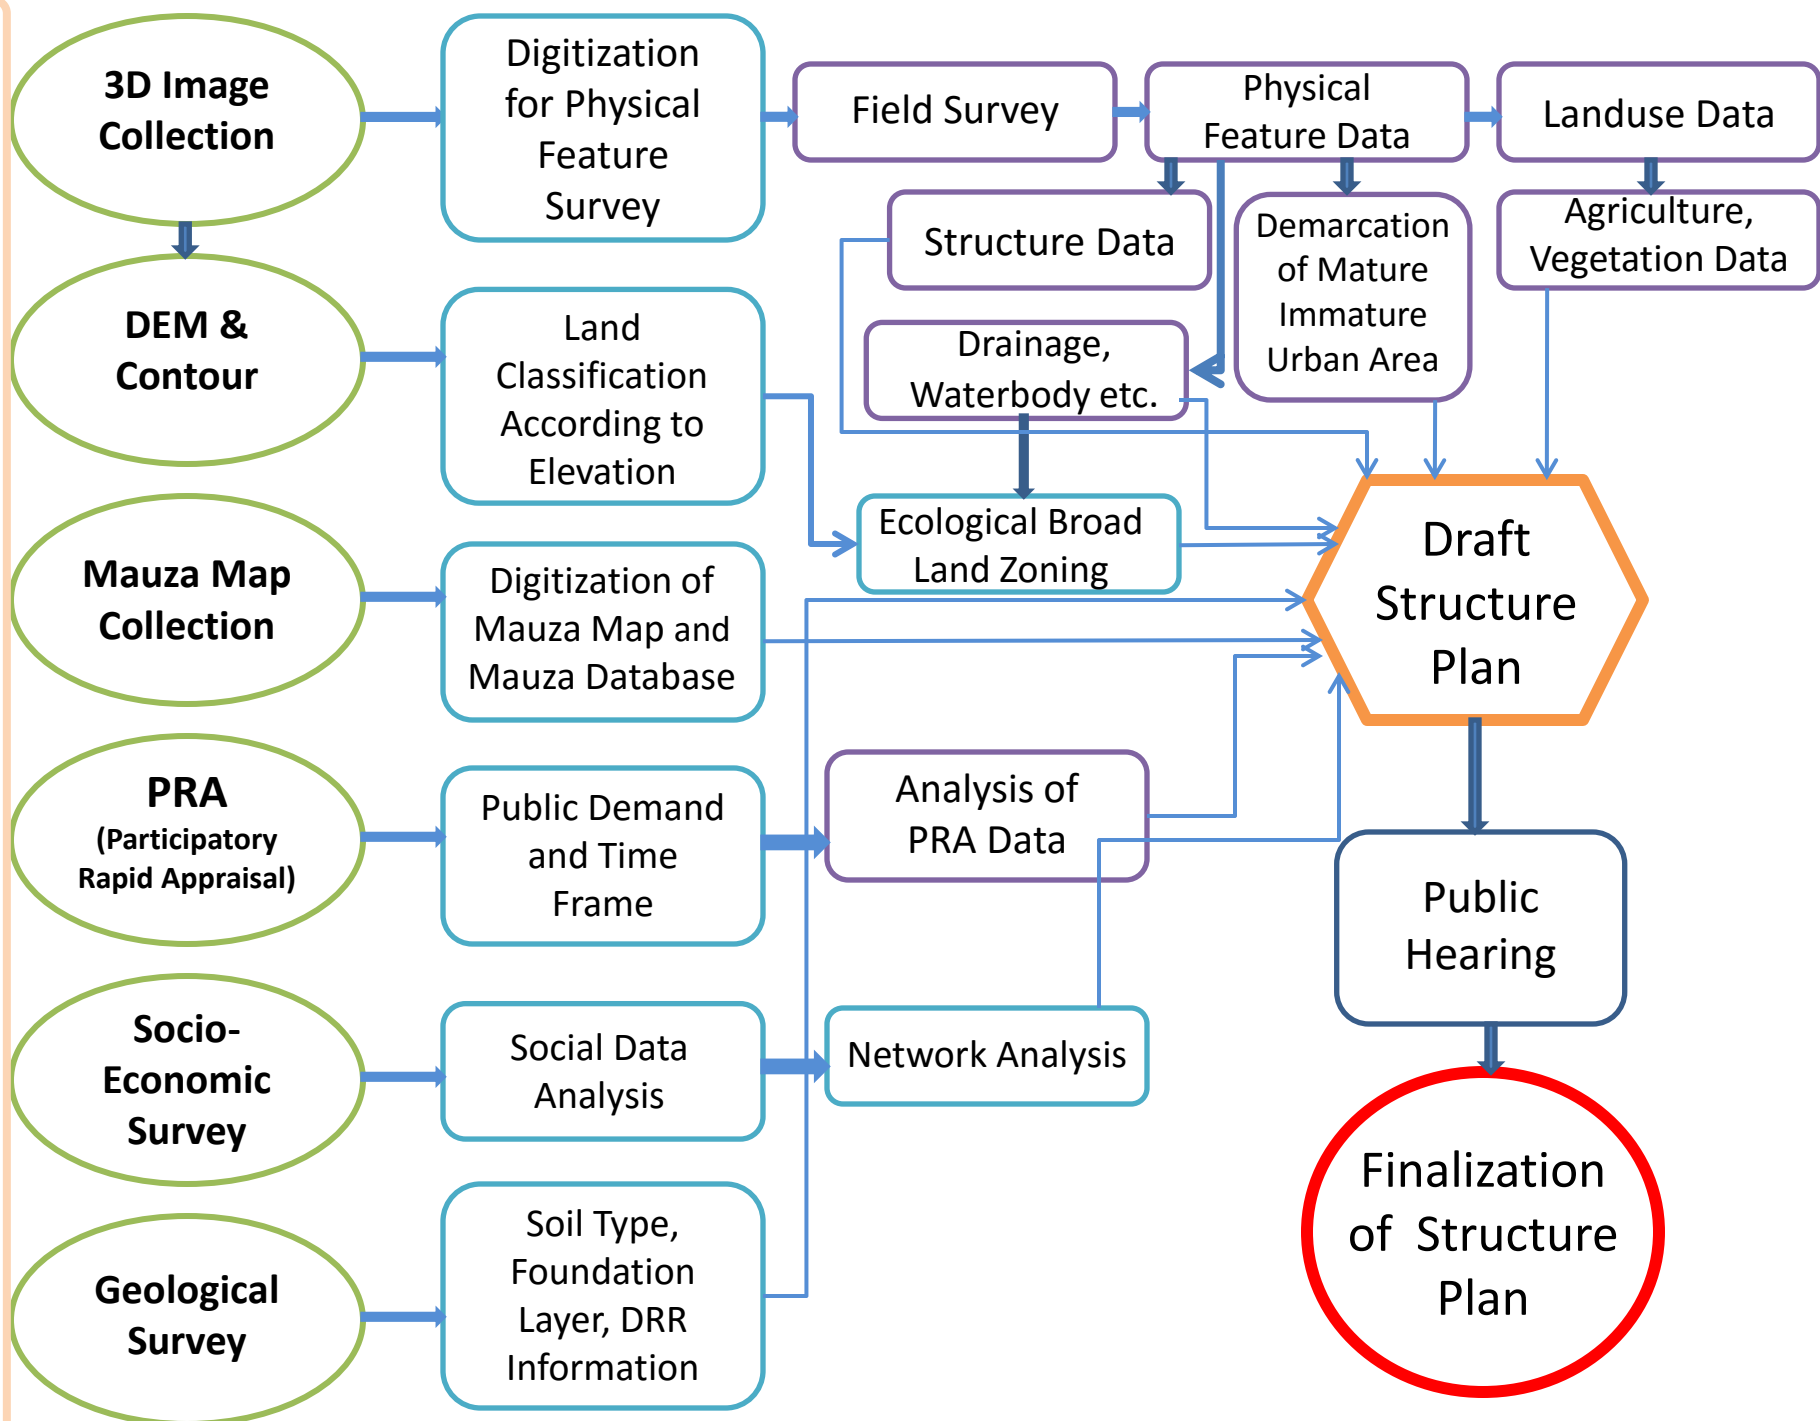 3D Image
Collection
Digitization
for Physical
Feature
Survey
Field Survey
Physical
Feature Data
Landuse Data
Structure Data
Demarcation
of Mature
Immature
Urban Area
Agriculture,
Vegetation Data
DEM &
Contour
Land
Classification
According to
Elevation
Drainage,
Waterbody etc.
Ecological Broad
Land Zoning
Draft
Structure
Plan
Mauza Map
Collection
Digitization of
Mauza Map and
Mauza Database
PRA
(Participatory
Rapid Appraisal)
Public Demand
and Time
Frame
Analysis of
PRA Data
Public
Hearing
Socio-
Economic
Survey
Social Data
Analysis
Network Analysis
Finalization
of Structure
Plan
Geological
Survey
Soil Type,
Foundation
Layer, DRR
Information